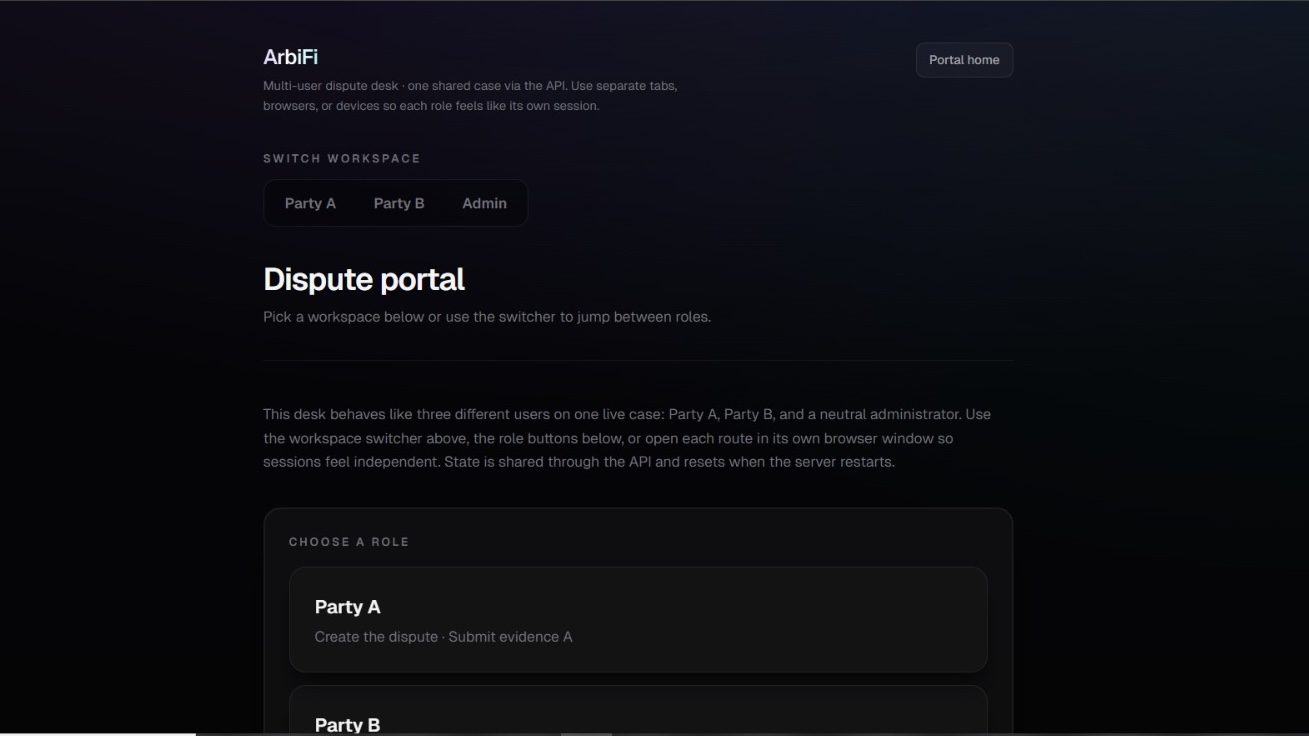 ArbiFi
Portal home
Multi-user dispute desk · one shared case via the API. Use separate tabs,
browsers, or devices so each role feels like its own session.
SWITCH WORKSPACE
Party A
Party B
Admin
Dispute portal
Pick a workspace below or use the switcher to jump between roles.
This desk behaves like three different users on one live case: Party A, Party B, and a neutral administrator. Use
the workspace switcher above, the role buttons below, or open each route in its own browser window so
sessions feel independent. State is shared through the API and resets when the server restarts.
CHOOSE A ROLE
Party A
Create the dispute · Submit evidence A
Party B